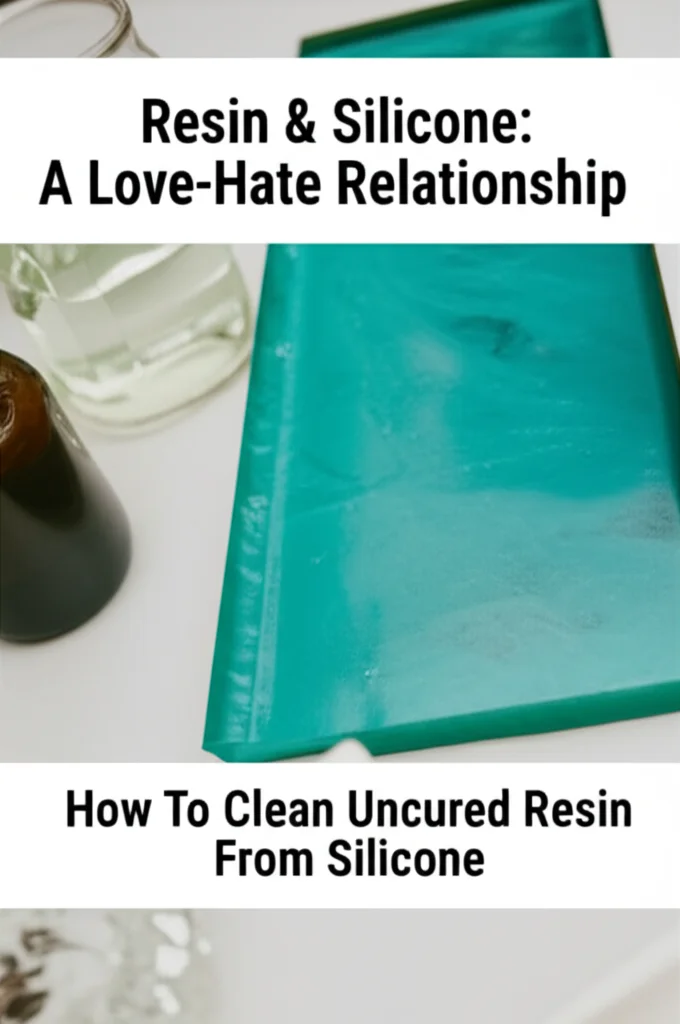 Resin & Silicone:
A Love-Hate Relationship
How To Clean Uncured Resin
From Silicone